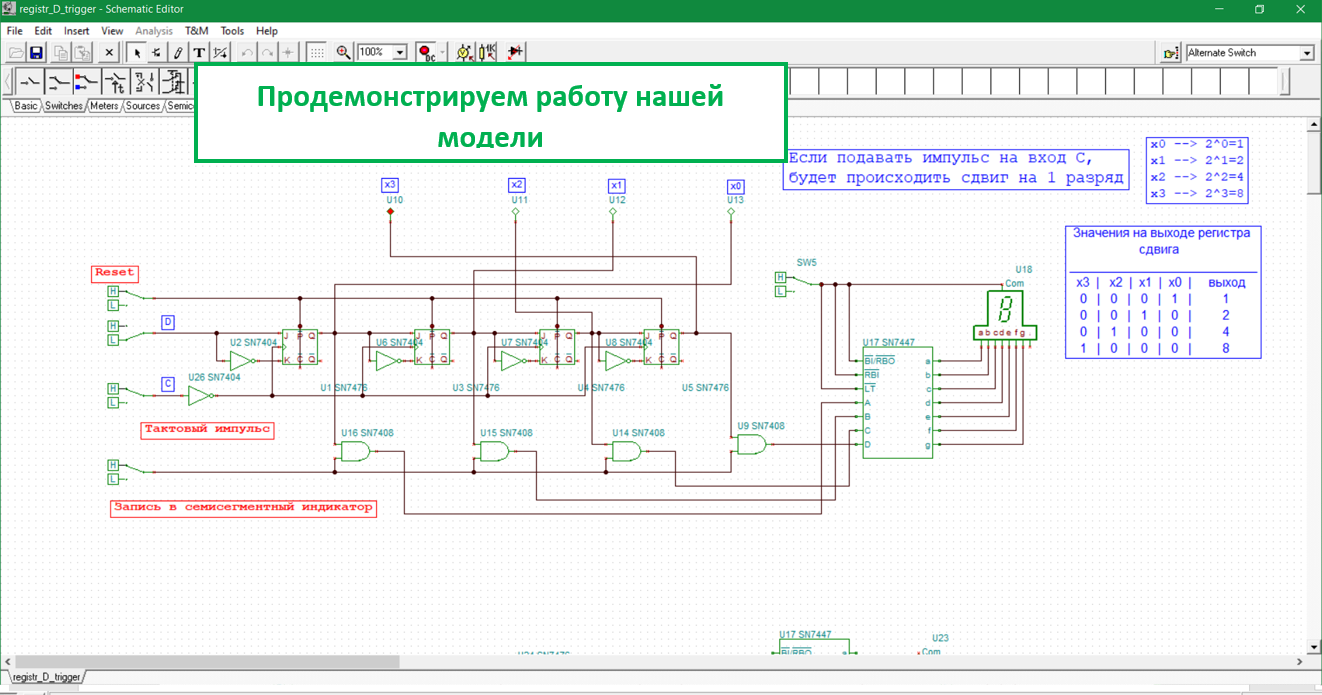 registr_D_trigger - Schematic Editor
File Edit Insert View Analysis T&M Tools Help
100% DC Alternate Switch
Basic Switches Meters Sources
Продемонстрируем работу нашей
модели
Если подавать импульс на вход С,
будет происходить сдвиг на 1 разряд
x0 --> 2^0=1
x1 --> 2^1=2
x2 --> 2^2=4
x3 --> 2^3=8
x3 x2 x1 x0
U10 U11 U12 U13
Значения на выходе регистра
сдвига
x3 | x2 | x1 | x0 | выход
0 | 0 | 0 | 1 | 1
0 | 0 | 1 | 0 | 2
0 | 1 | 0 | 0 | 4
1 | 0 | 0 | 0 | 8
Reset
H
L
SW5
H
L
U18
Com
a b c d e f g .
H
L
D
U2 SN7404 U6 SN7404 U7 SN7404 U8 SN7404
J P Q J P Q J P Q J P Q
K C Q K C Q K C Q K C Q
U1 SN7476 U3 SN7476 U4 SN7476 U5 SN7476
H
L
C
U26 SN7404
U17 SN7447
BI/RBO a
RBI b
LT c
A d
B e
C f
D g
Тактовый импульс
U16 SN7408 U15 SN7408 U14 SN7408 U9 SN7408
H
L
Запись в семисегментный индикатор
U17 SN7447 U23
BI/RBO a Com
registr_D_trigger